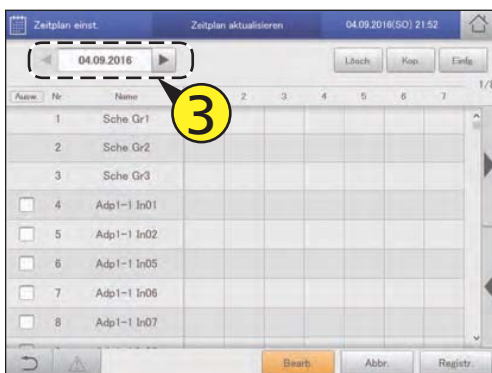 Zeitplan einst. Zeitplan aktualisieren 04.09.2016(SO) 21:52
04.09.2016 Lösch. Kop. Einfg.
3
1/8
Ausw. Nr. Name 2 3 4 5 6 7
1 Sche Gr1
2 Sche Gr2
3 Sche Gr3
4 Adp1-1 In01
5 Adp1-1 In02
6 Adp1-1 In05
7 Adp1-1 In06
8 Adp1-1 In07
Bearb. Abbr. Registr.